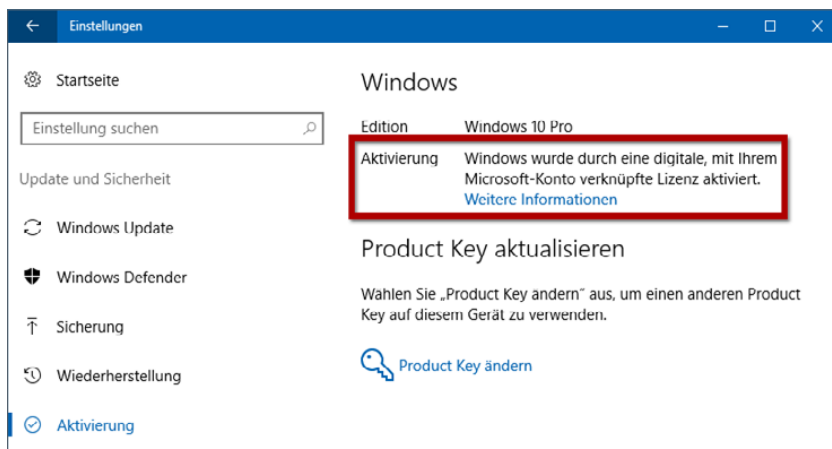 Einstellungen
Startseite
Einstellung suchen
Update und Sicherheit
Windows Update
Windows Defender
Sicherung
Wiederherstellung
Aktivierung
Windows
Edition Windows 10 Pro
Aktivierung Windows wurde durch eine digitale, mit Ihrem
Microsoft-Konto verknüpfte Lizenz aktiviert.
Weitere Informationen
Product Key aktualisieren
Wählen Sie „Product Key ändern“ aus, um einen anderen Product
Key auf diesem Gerät zu verwenden.
Product Key ändern